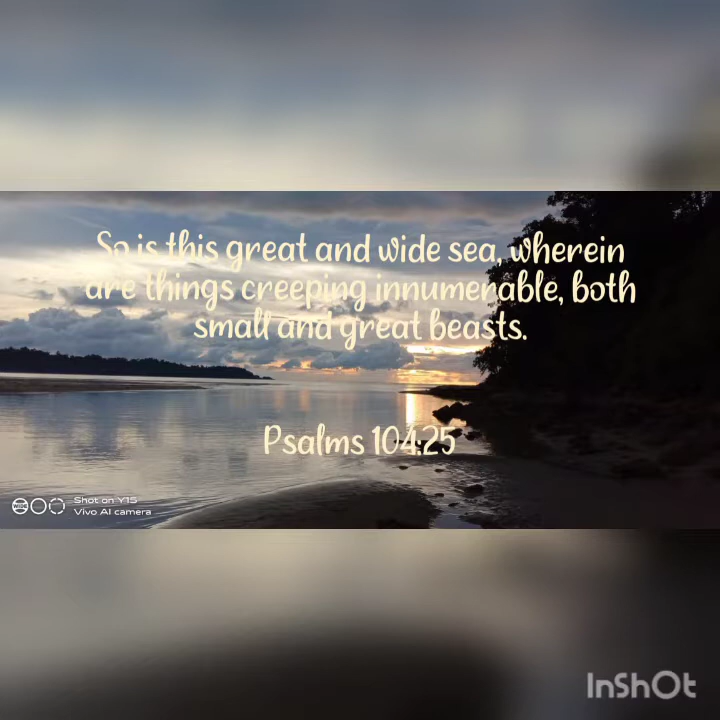 So is this great and wide sea, wherein
are things creeping innumerable, both
small and great beasts.
Psalms 104:25
Shot on Y15
Vivo AI camera
InShOt